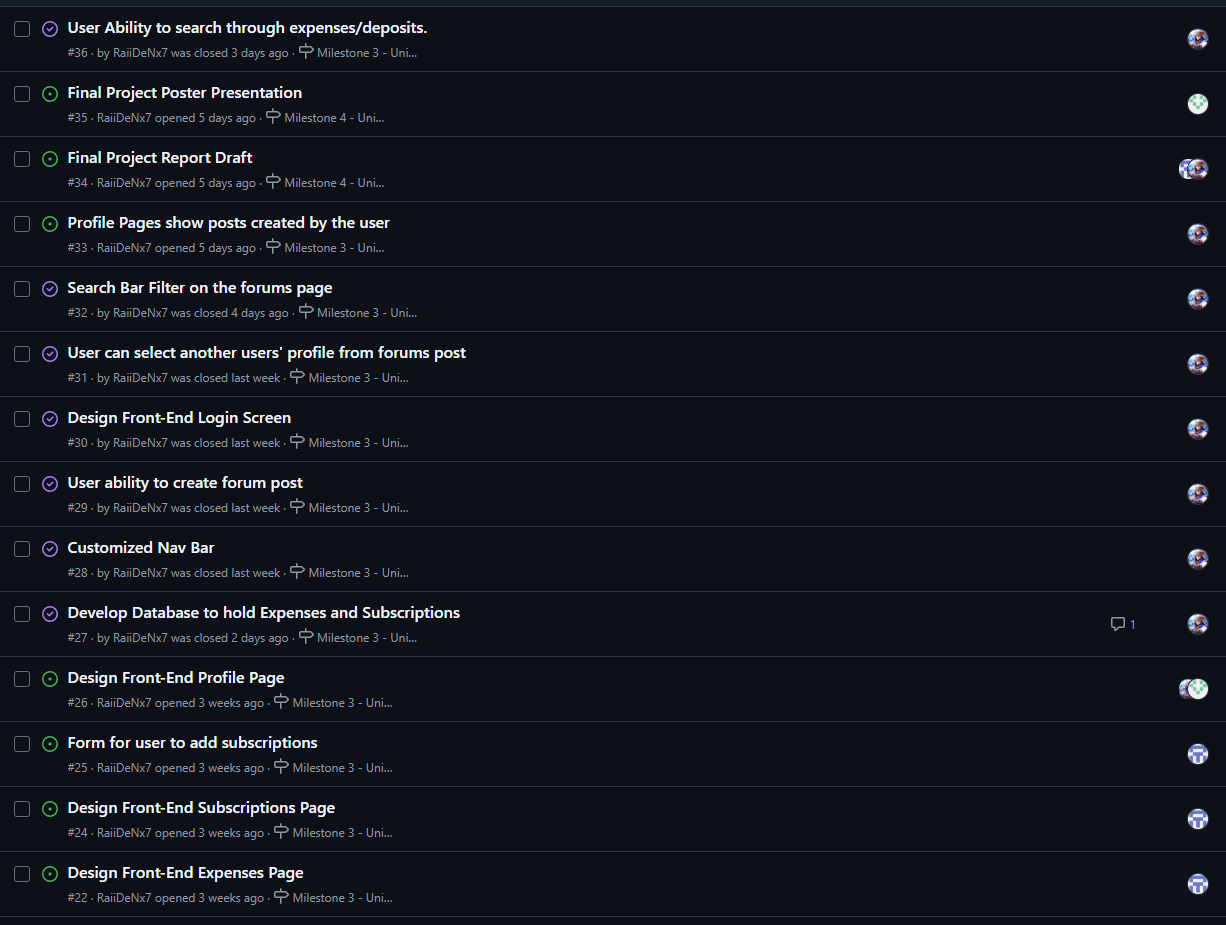 User Ability to search through expenses/deposits.
#36 · by RaiiDeNx7 was closed 3 days ago · Milestone 3 - Uni...
Final Project Poster Presentation
#35 · RaiiDeNx7 opened 5 days ago · Milestone 4 - Uni...
Final Project Report Draft
#34 · RaiiDeNx7 opened 5 days ago · Milestone 4 - Uni...
Profile Pages show posts created by the user
#33 · RaiiDeNx7 opened 5 days ago · Milestone 3 - Uni...
Search Bar Filter on the forums page
#32 · by RaiiDeNx7 was closed 4 days ago · Milestone 3 - Uni...
User can select another users' profile from forums post
#31 · by RaiiDeNx7 was closed last week · Milestone 3 - Uni...
Design Front-End Login Screen
#30 · by RaiiDeNx7 was closed last week · Milestone 3 - Uni...
User ability to create forum post
#29 · by RaiiDeNx7 was closed last week · Milestone 3 - Uni...
Customized Nav Bar
#28 · by RaiiDeNx7 was closed last week · Milestone 3 - Uni...
Develop Database to hold Expenses and Subscriptions
#27 · by RaiiDeNx7 was closed 2 days ago · Milestone 3 - Uni...
1
Design Front-End Profile Page
#26 · RaiiDeNx7 opened 3 weeks ago · Milestone 3 - Uni...
Form for user to add subscriptions
#25 · RaiiDeNx7 opened 3 weeks ago · Milestone 3 - Uni...
Design Front-End Subscriptions Page
#24 · RaiiDeNx7 opened 3 weeks ago · Milestone 3 - Uni...
Design Front-End Expenses Page
#22 · RaiiDeNx7 opened 3 weeks ago · Milestone 3 - Uni...